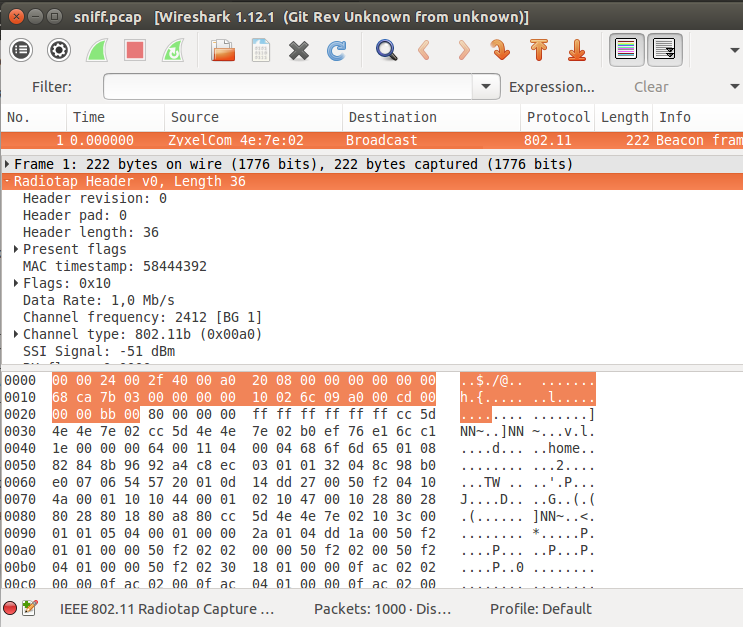 sniff.pcap   [Wireshark 1.12.1  (Git Rev Unknown from unknown)]
Filter: Expression... Clear
No. Time Source Destination Protocol Length Info
1 0.000000 ZyxelCom 4e:7e:02 Broadcast 802.11 222 Beacon fram
Frame 1: 222 bytes on wire (1776 bits), 222 bytes captured (1776 bits)
Radiotap Header v0, Length 36
Header revision: 0
Header pad: 0
Header length: 36
Present flags
MAC timestamp: 58444392
Flags: 0x10
Data Rate: 1,0 Mb/s
Channel frequency: 2412 [BG 1]
Channel type: 802.11b (0x00a0)
SSI Signal: -51 dBm
0000  00 00 24 00 2f 40 00 a0  20 08 00 00 00 00 00 00   ..$./@..  .......
0010  68 ca 7b 03 00 00 00 00  10 02 6c 09 a0 00 cd 00   h.{..... ..l.....
0020  00 00 bb 00 80 00 00 00  ff ff ff ff ff ff cc 5d   ........ .......]
0030  4e 4e 7e 02 cc 5d 4e 4e  7e 02 b0 ef 76 e1 6c c1   NN~..]NN ~...v.l.
0040  1e 00 00 00 64 00 11 04  00 04 68 6f 6d 65 01 08   ....d... ..home..
0050  82 84 8b 96 92 a4 c8 ec  03 01 01 32 04 8c 98 b0   ........ ...2....
0060  e0 07 06 54 57 20 01 0d  14 dd 27 00 50 f2 04 10   ...TW .. ..'.P...
0070  4a 00 01 10 10 44 00 01  02 10 47 00 10 28 80 28   J....D.. ..G..(.(
0080  80 28 80 18 80 a8 80 cc  5d 4e 4e 7e 02 10 3c 00   .(...... ]NN~..<.
0090  01 01 05 04 00 01 00 00  2a 01 04 dd 1a 00 50 f2   ........ *.....P.
00a0  01 01 00 00 50 f2 02 02  00 00 50 f2 02 00 50 f2   ....P... ..P...P.
00b0  04 01 00 00 50 f2 02 30  18 01 00 00 0f ac 02 02   ....P..0 ........
00c0  00 00 0f ac 02 00 0f ac  04 01 00 00 0f ac 02 00   ........ ........
IEEE 802.11 Radiotap Capture ... Packets: 1000 · Dis... Profile: Default